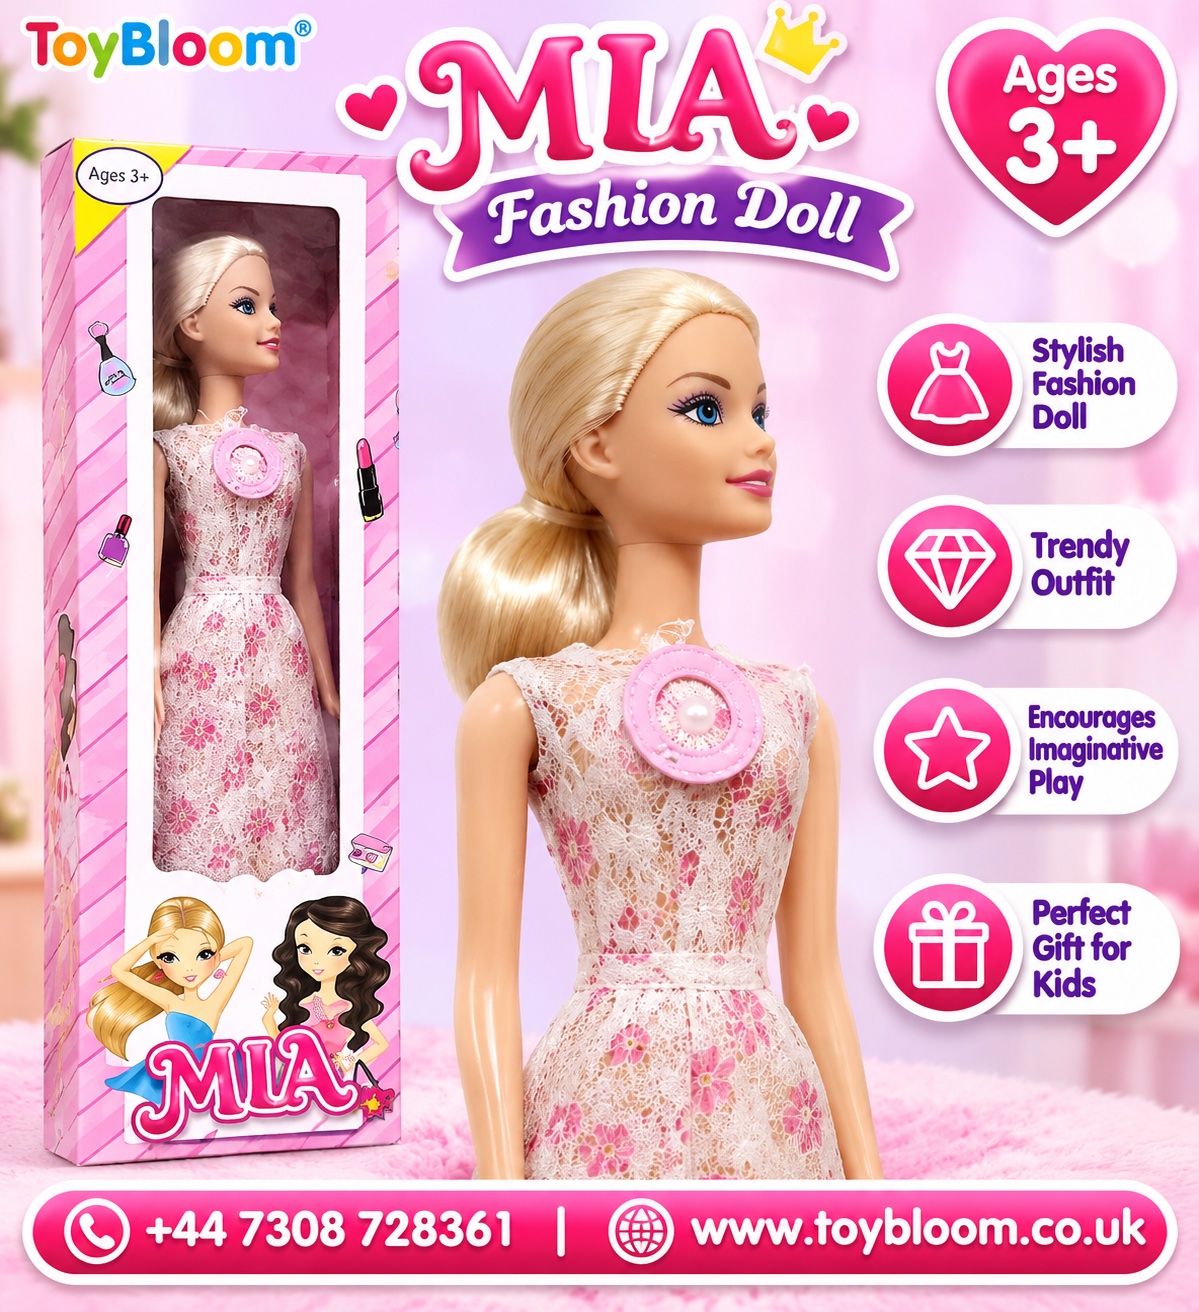 ToyBloom®
MIA
Fashion Doll
Ages
3+
Ages 3+
MIA
Stylish
Fashion
Doll
Trendy
Outfit
Encourages
Imaginative
Play
Perfect
Gift for
Kids
+44 7308 728361 | www.toybloom.co.uk